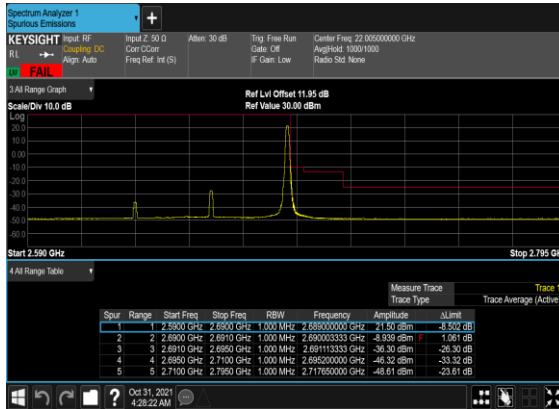 Spectrum Analyzer 1
Spurious Emissions
KEYSIGHT Input: RF Input Z: 50 Ω Atten: 30 dB Trig: Free Run Center Freq: 22.005000000 GHz
RL Coupling: DC Corr CCorr Gate: Off Avg|Hold: 1000/1000
Align: Auto Freq Ref: Int (S) IF Gain: Low Radio Std: None
FAIL
3 All Range Graph
Ref Lvl Offset 11.95 dB
Scale/Div 10.0 dB Ref Value 30.00 dBm
Log
20.0
10.0
0.00
-10.0
-20.0
-30.0
-40.0
-50.0
-60.0
Start 2.590 GHz Stop 2.795 GH
4 All Range Table
Measure Trace Trace 1
Trace Type Trace Average (Active
Spur Range Start Freq Stop Freq RBW Frequency Amplitude ΔLimit
1 1 2.5900 GHz 2.6900 GHz 1.000 MHz 2.689000000 GHz 21.50 dBm -8.502 dB
2 2 2.6900 GHz 2.6910 GHz 1.000 MHz 2.690003333 GHz -8.939 dBm F 1.061 dB
3 3 2.6910 GHz 2.6950 GHz 1.000 MHz 2.691113333 GHz -36.30 dBm -26.30 dB
4 4 2.6950 GHz 2.7100 GHz 1.000 MHz 2.695200000 GHz -46.32 dBm -33.32 dB
5 5 2.7100 GHz 2.7950 GHz 1.000 MHz 2.717650000 GHz -48.61 dBm -23.61 dB
Oct 31, 2021
4:28:22 AM